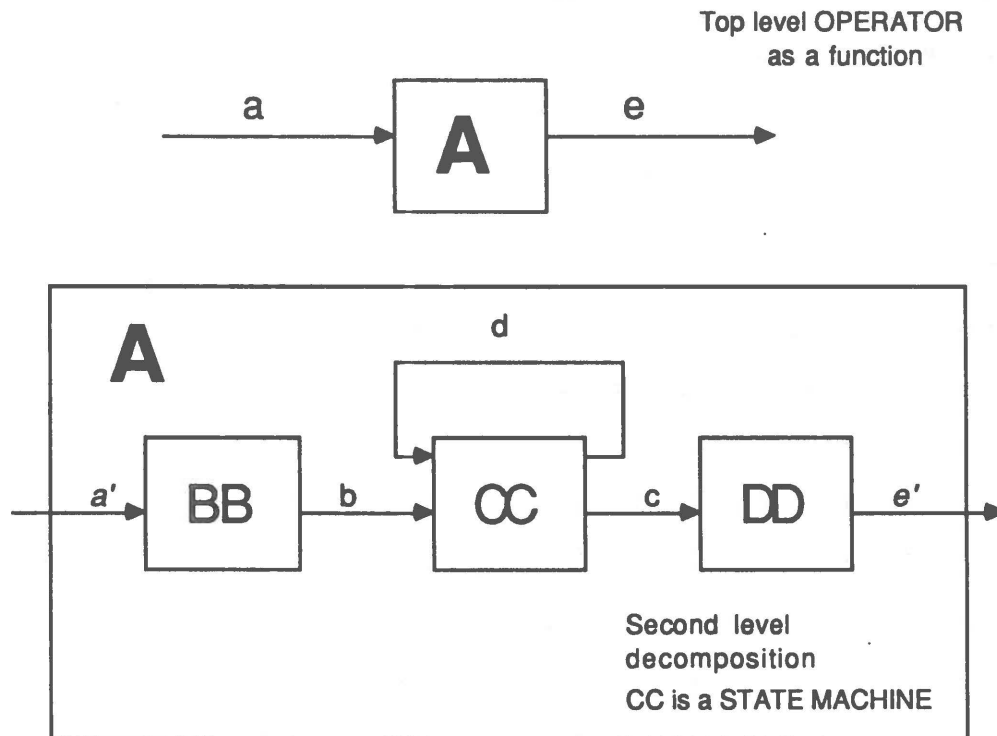 Top level OPERATOR
as a function
a
A
e
A
d
a'
BB
b
CC
c
DD
e'
Second level
decomposition
CC is a STATE MACHINE